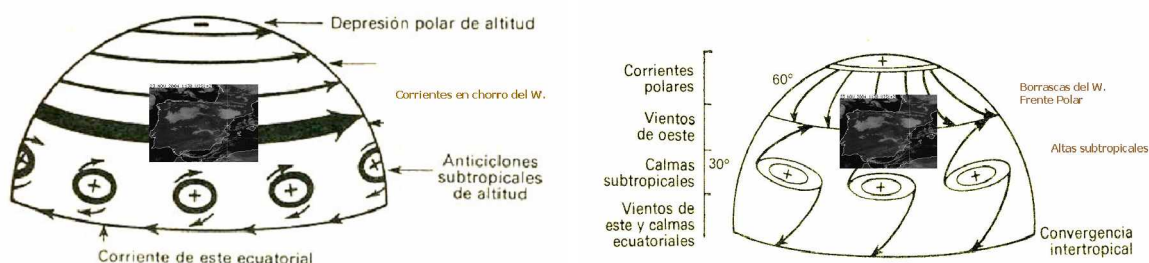 Depresión polar de altitud
Corrientes en chorro del W.
Anticiclones
subtropicales
de altitud
Corriente de este ecuatorial
Corrientes
polares
Vientos
de oeste
Calmas
subtropicales
Vientos de
este y calmas
ecuatoriales
60°
30°
Borrascas del W.
Frente Polar
Altas subtropicales
Convergencia
intertropical